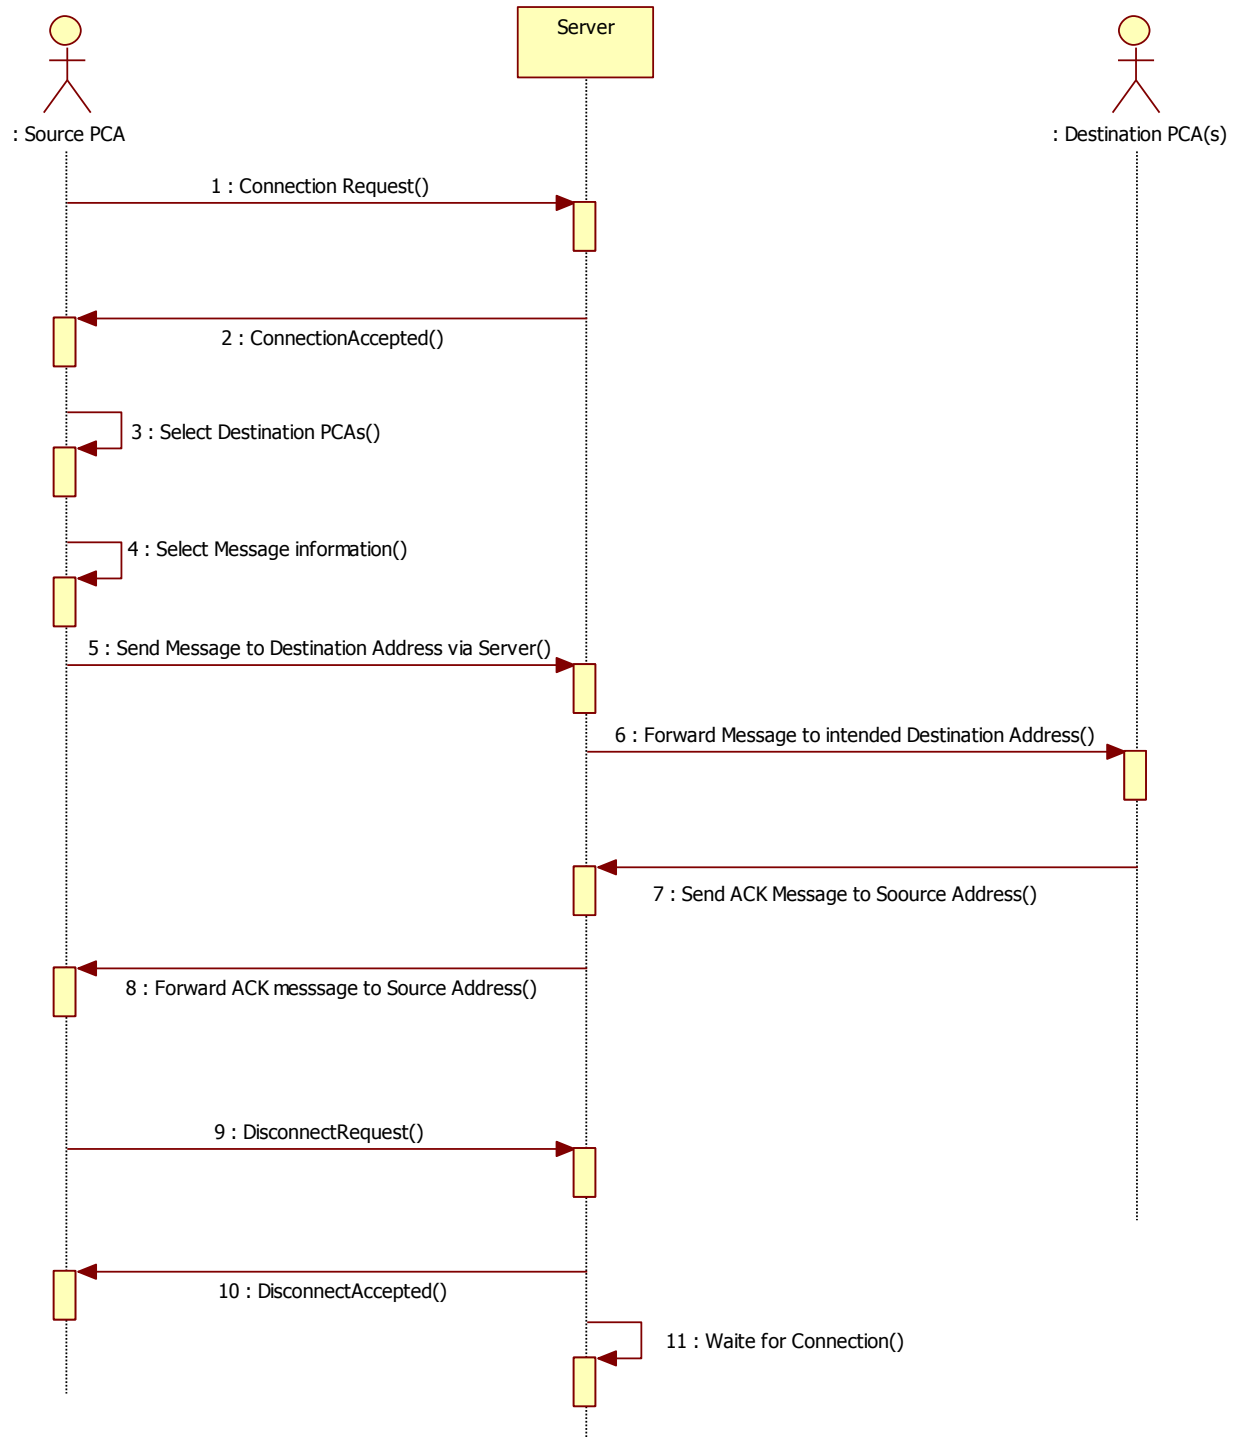 Server
: Source PCA
: Destination PCA(s)
1 : Connection Request()
2 : ConnectionAccepted()
3 : Select Destination PCAs()
4 : Select Message information()
5 : Send Message to Destination Address via Server()
6 : Forward Message to intended Destination Address()
7 : Send ACK Message to Soource Address()
8 : Forward ACK messsage to Source Address()
9 : DisconnectRequest()
10 : DisconnectAccepted()
11 : Waite for Connection()